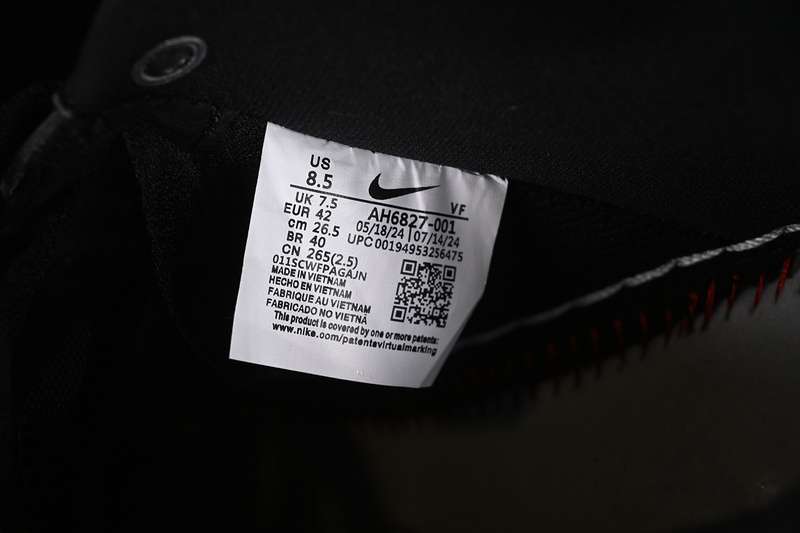 US
8.5
VF
UK 7.5
AH6827-001
EUR 42
05/18/24 | 07/14/24
cm 26.5
UPC 00194953256475
BR 40
CN 265(2.5)
011SCWFPAGAJN
MADE IN VIETNAM
HECHO EN VIETNAM
FABRIQUE AU VIETNAM
FABRICADO NO VIETNÃ
This product is covered by one or more patents:
www.nike.com/patentsvirtualmarking